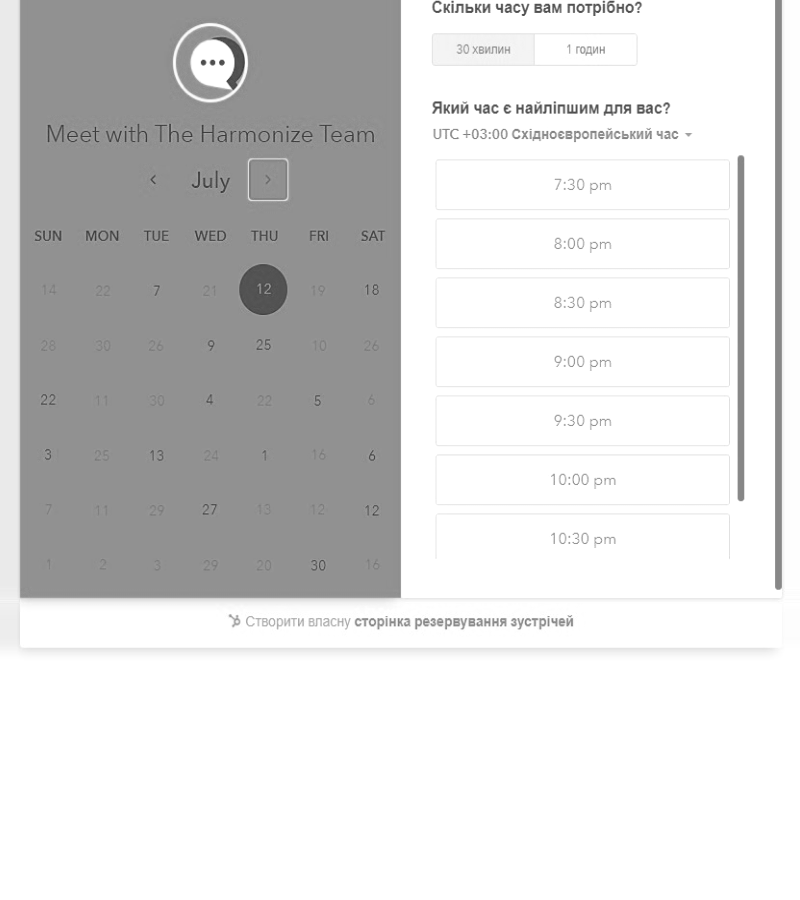 Скільки часу вам потрібно?
30 хвилин 1 годин
Який час є найліпшим для вас?
UTC +03:00 Східноєвропейський час
7:30 pm
8:00 pm
8:30 pm
9:00 pm
9:30 pm
10:00 pm
10:30 pm
Meet with The Harmonize Team
July
SUN MON TUE WED THU FRI SAT
14 22 7 21 12 19 18
28 30 26 9 25 10 26
22 11 30 4 22 5 6
3 25 13 24 1 16 6
7 11 29 27 13 12 12
1 2 3 29 20 30 16
Створити власну сторінка резервування зустрічей